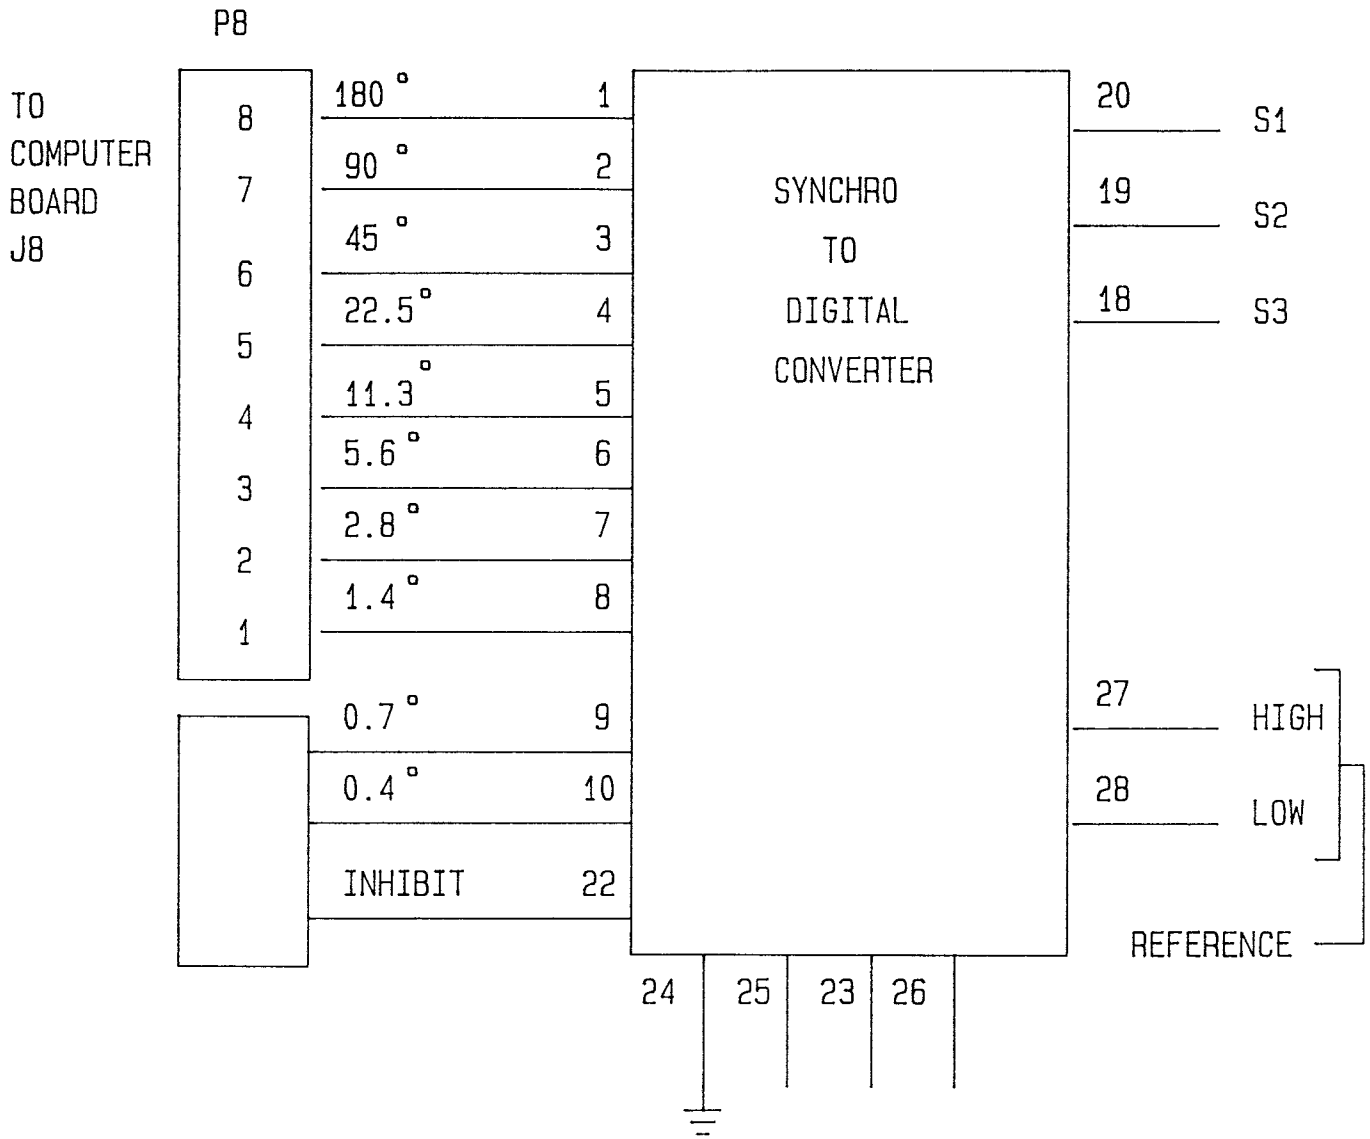 P8
TO
COMPUTER
BOARD
J8
8 180° 1
7 90° 2
6 45° 3
5 22.5° 4
4 11.3° 5
3 5.6° 6
2 2.8° 7
1 1.4° 8
0.7° 9
0.4° 10
INHIBIT 22
SYNCHRO
TO
DIGITAL
CONVERTER
20 S1
19 S2
18 S3
27 HIGH
28 LOW
REFERENCE
24 25 23 26